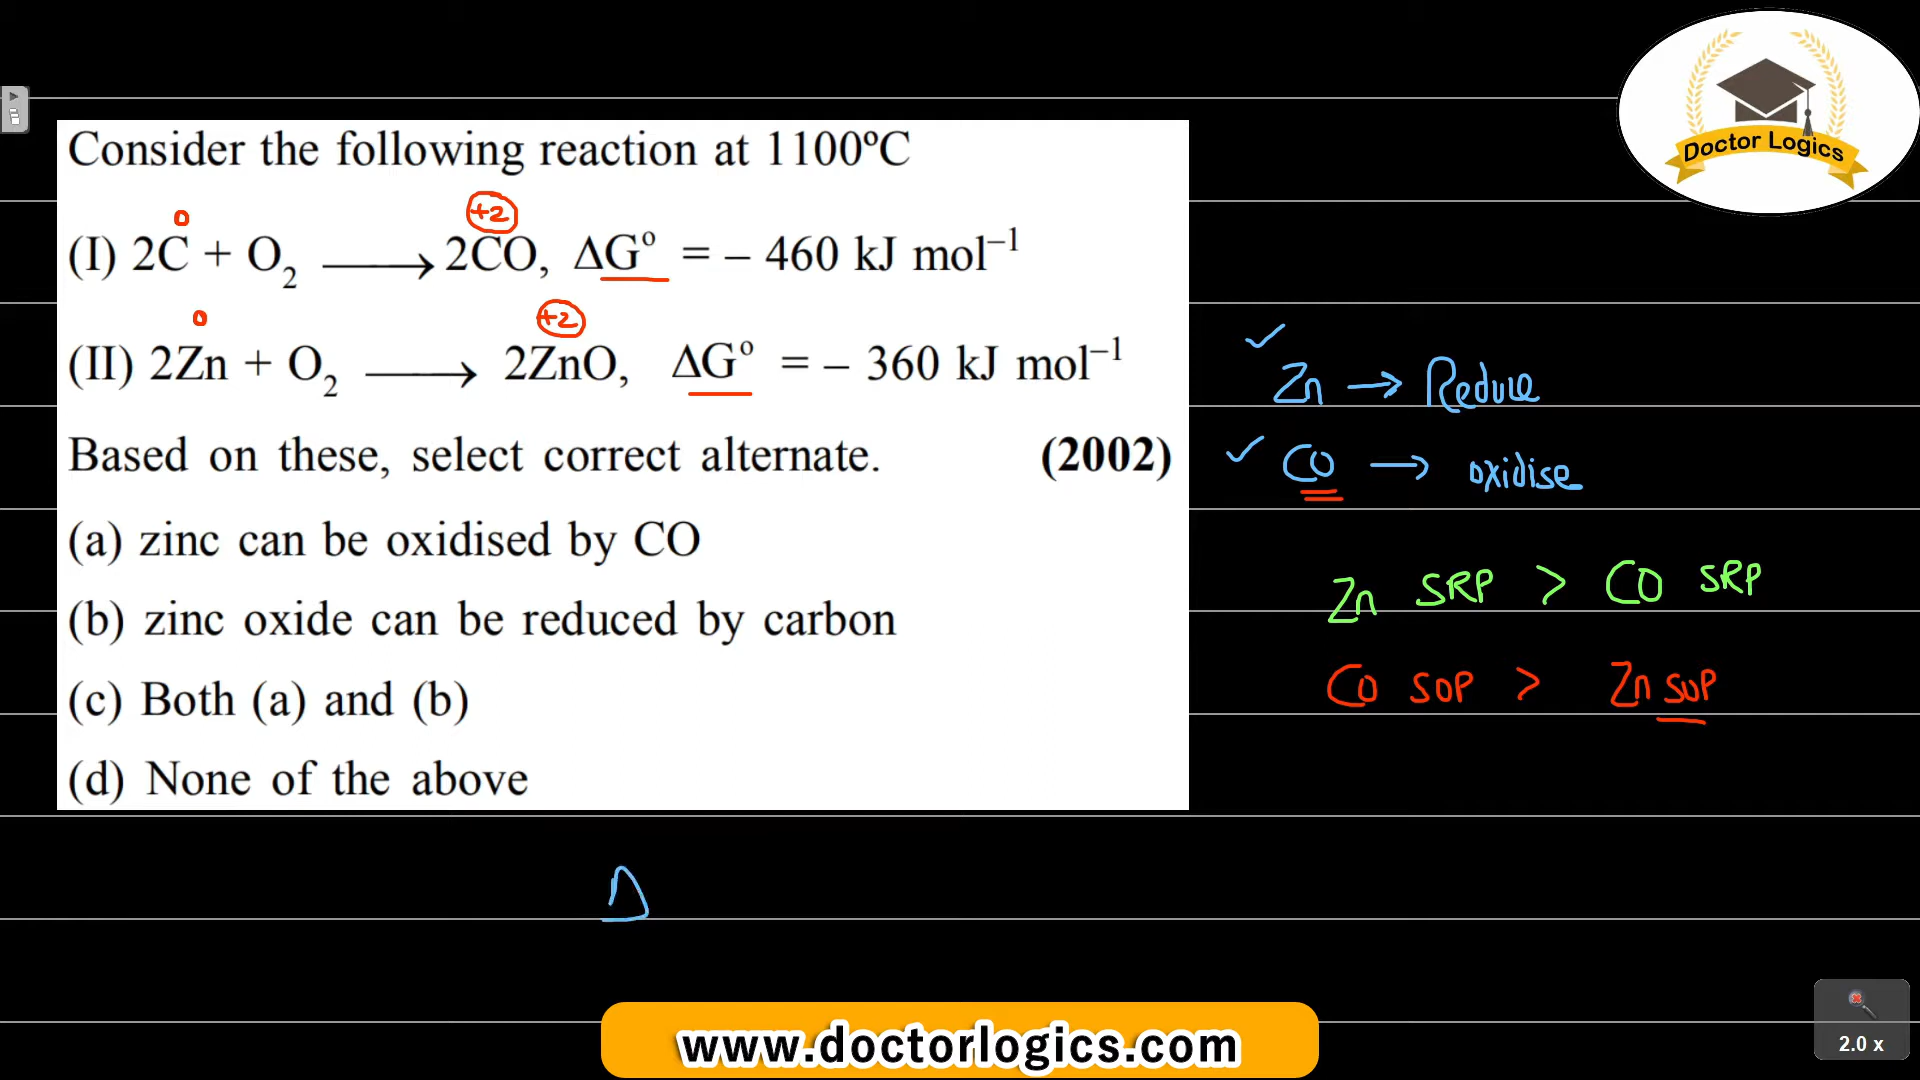 Doctor Logics
Consider the following reaction at 1100ºC
0 +2
(I) 2C + O₂ ⟶ 2CO, ΔG° = – 460 kJ mol⁻¹
0 +2
(II) 2Zn + O₂ ⟶ 2ZnO, ΔG° = – 360 kJ mol⁻¹
Based on these, select correct alternate. (2002)
(a) zinc can be oxidised by CO
(b) zinc oxide can be reduced by carbon
(c) Both (a) and (b)
(d) None of the above
✓ Zn → Reduce
✓ CO → oxidise
Zn SRP > CO SRP
CO SOP > Zn SOP
Δ
www.doctorlogics.com
2.0 x